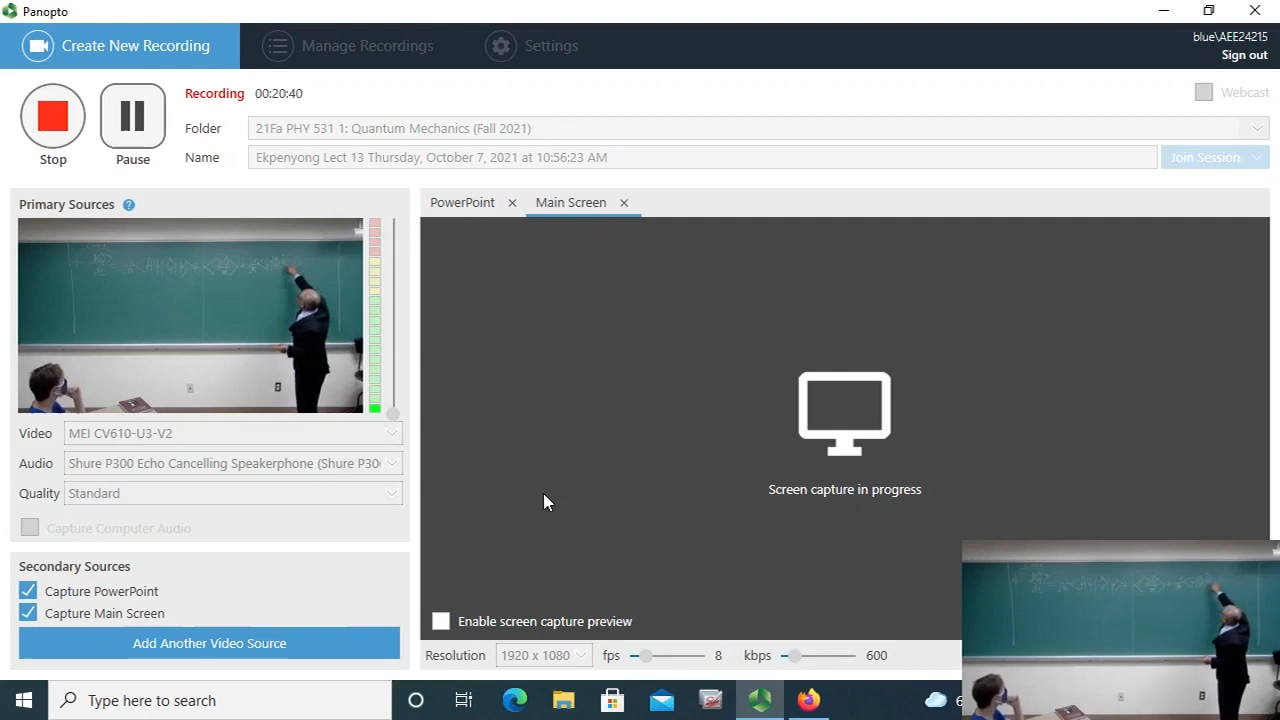 Panopto
Create New Recording
Manage Recordings
Settings
blue\AEE24215
Sign out
Stop
Pause
Recording 00:20:40
Webcast
Folder 21Fa PHY 531 1: Quantum Mechanics (Fall 2021)
Name Ekpenyong Lect 13 Thursday, October 7, 2021 at 10:56:23 AM
Join Session
Primary Sources ?
Video MEI CV610-U3-V2
Audio Shure P300 Echo Cancelling Speakerphone (Shure P30
Quality Standard
Capture Computer Audio
Secondary Sources
Capture PowerPoint
Capture Main Screen
Add Another Video Source
PowerPoint
Main Screen
Screen capture in progress
Enable screen capture preview
Resolution 1920 x 1080 fps 8 kbps 600
Type here to search
6